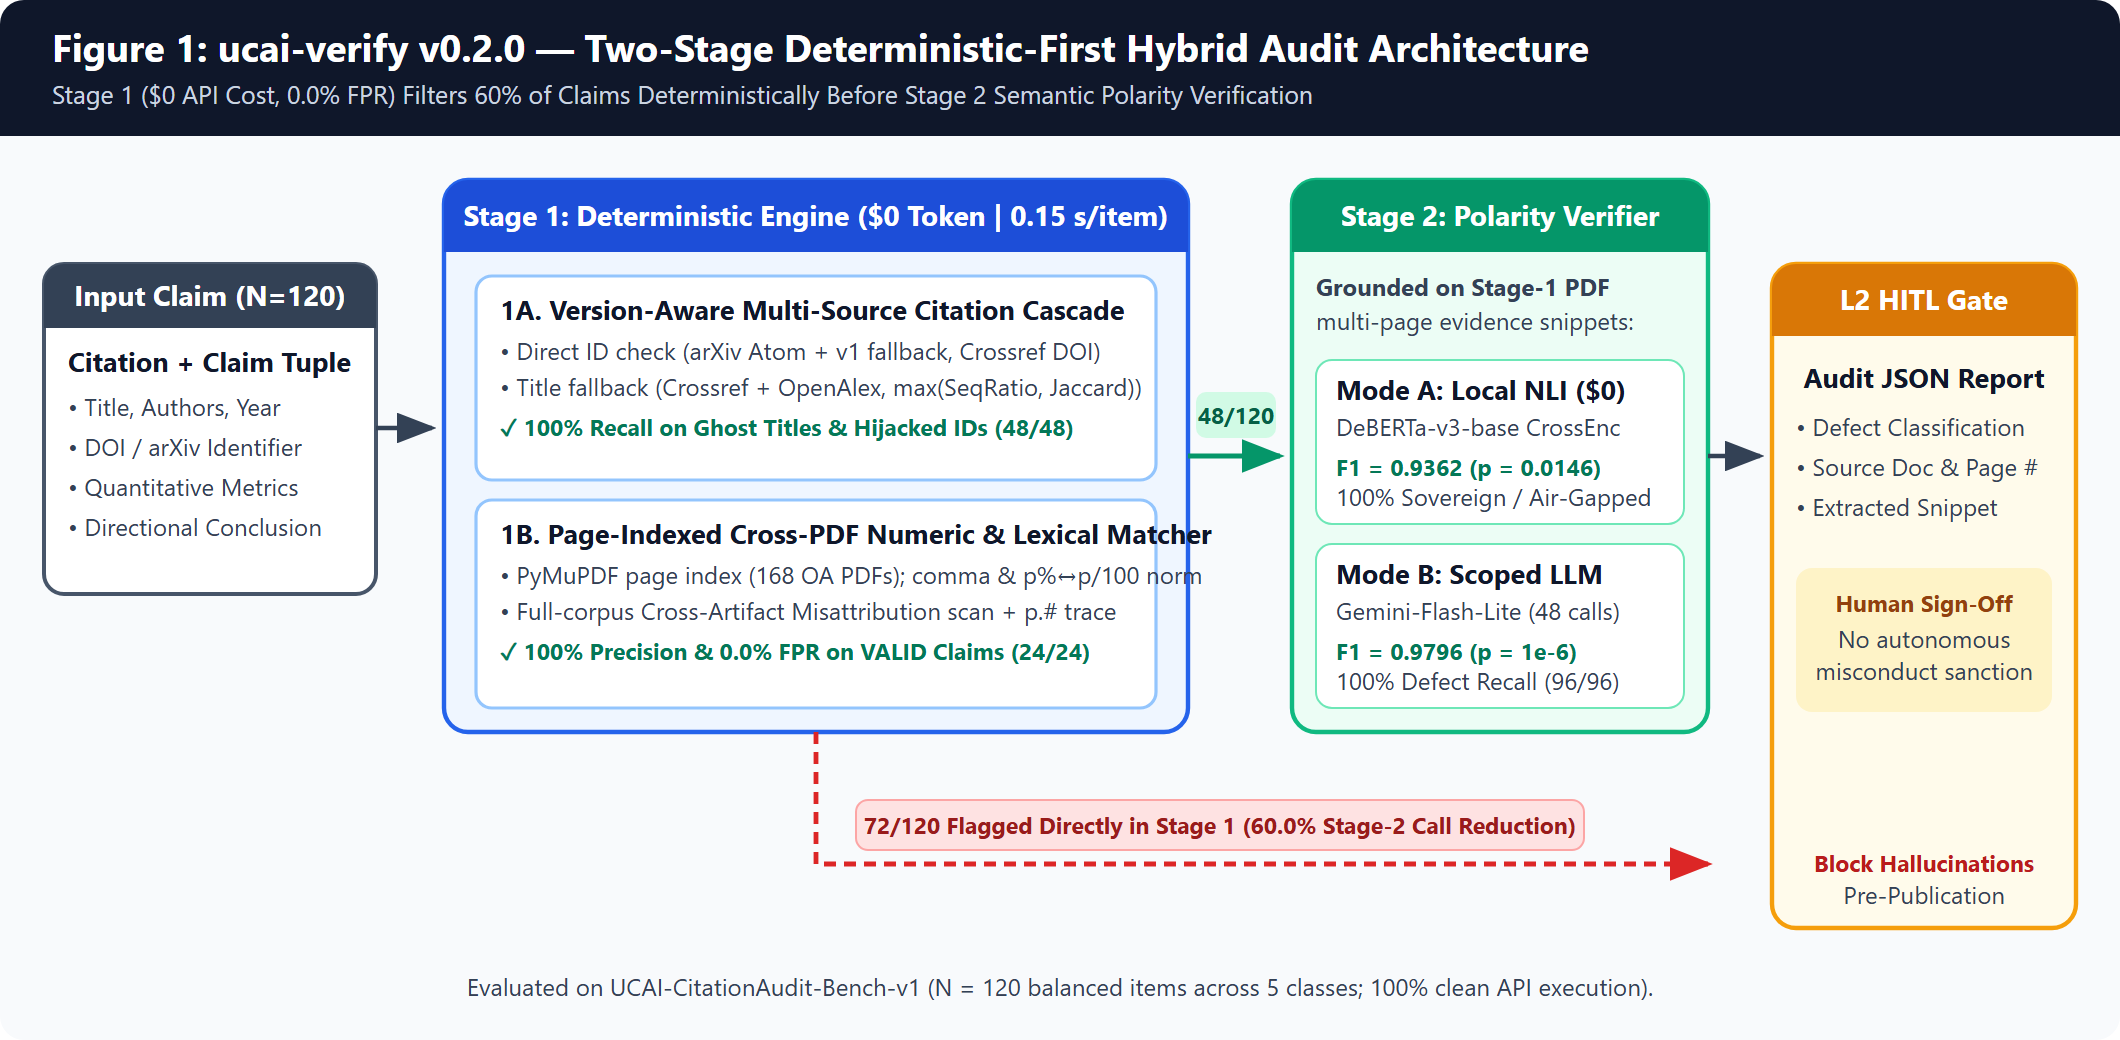 Figure 1: ucai-verify v0.2.0 — Two-Stage Deterministic-First Hybrid Audit Architecture
Stage 1 ($0 API Cost, 0.0% FPR) Filters 60% of Claims Deterministically Before Stage 2 Semantic Polarity Verification
Input Claim (N=120)
Citation + Claim Tuple
• Title, Authors, Year
• DOI / arXiv Identifier
• Quantitative Metrics
• Directional Conclusion
Stage 1: Deterministic Engine ($0 Token | 0.15 s/item)
1A. Version-Aware Multi-Source Citation Cascade
• Direct ID check (arXiv Atom + v1 fallback, Crossref DOI)
• Title fallback (Crossref + OpenAlex, max(SeqRatio, Jaccard))
✓ 100% Recall on Ghost Titles & Hijacked IDs (48/48)
1B. Page-Indexed Cross-PDF Numeric & Lexical Matcher
• PyMuPDF page index (168 OA PDFs); comma & p%↔p/100 norm
• Full-corpus Cross-Artifact Misattribution scan + p.# trace
✓ 100% Precision & 0.0% FPR on VALID Claims (24/24)
48/120
Stage 2: Polarity Verifier
Grounded on Stage-1 PDF
multi-page evidence snippets:
Mode A: Local NLI ($0)
DeBERTa-v3-base CrossEnc
F1 = 0.9362 (p = 0.0146)
100% Sovereign / Air-Gapped
Mode B: Scoped LLM
Gemini-Flash-Lite (48 calls)
F1 = 0.9796 (p = 1e-6)
100% Defect Recall (96/96)
L2 HITL Gate
Audit JSON Report
• Defect Classification
• Source Doc & Page #
• Extracted Snippet
Human Sign-Off
No autonomous
misconduct sanction
Block Hallucinations
Pre-Publication
72/120 Flagged Directly in Stage 1 (60.0% Stage-2 Call Reduction)
Evaluated on UCAI-CitationAudit-Bench-v1 (N = 120 balanced items across 5 classes; 100% clean API execution).